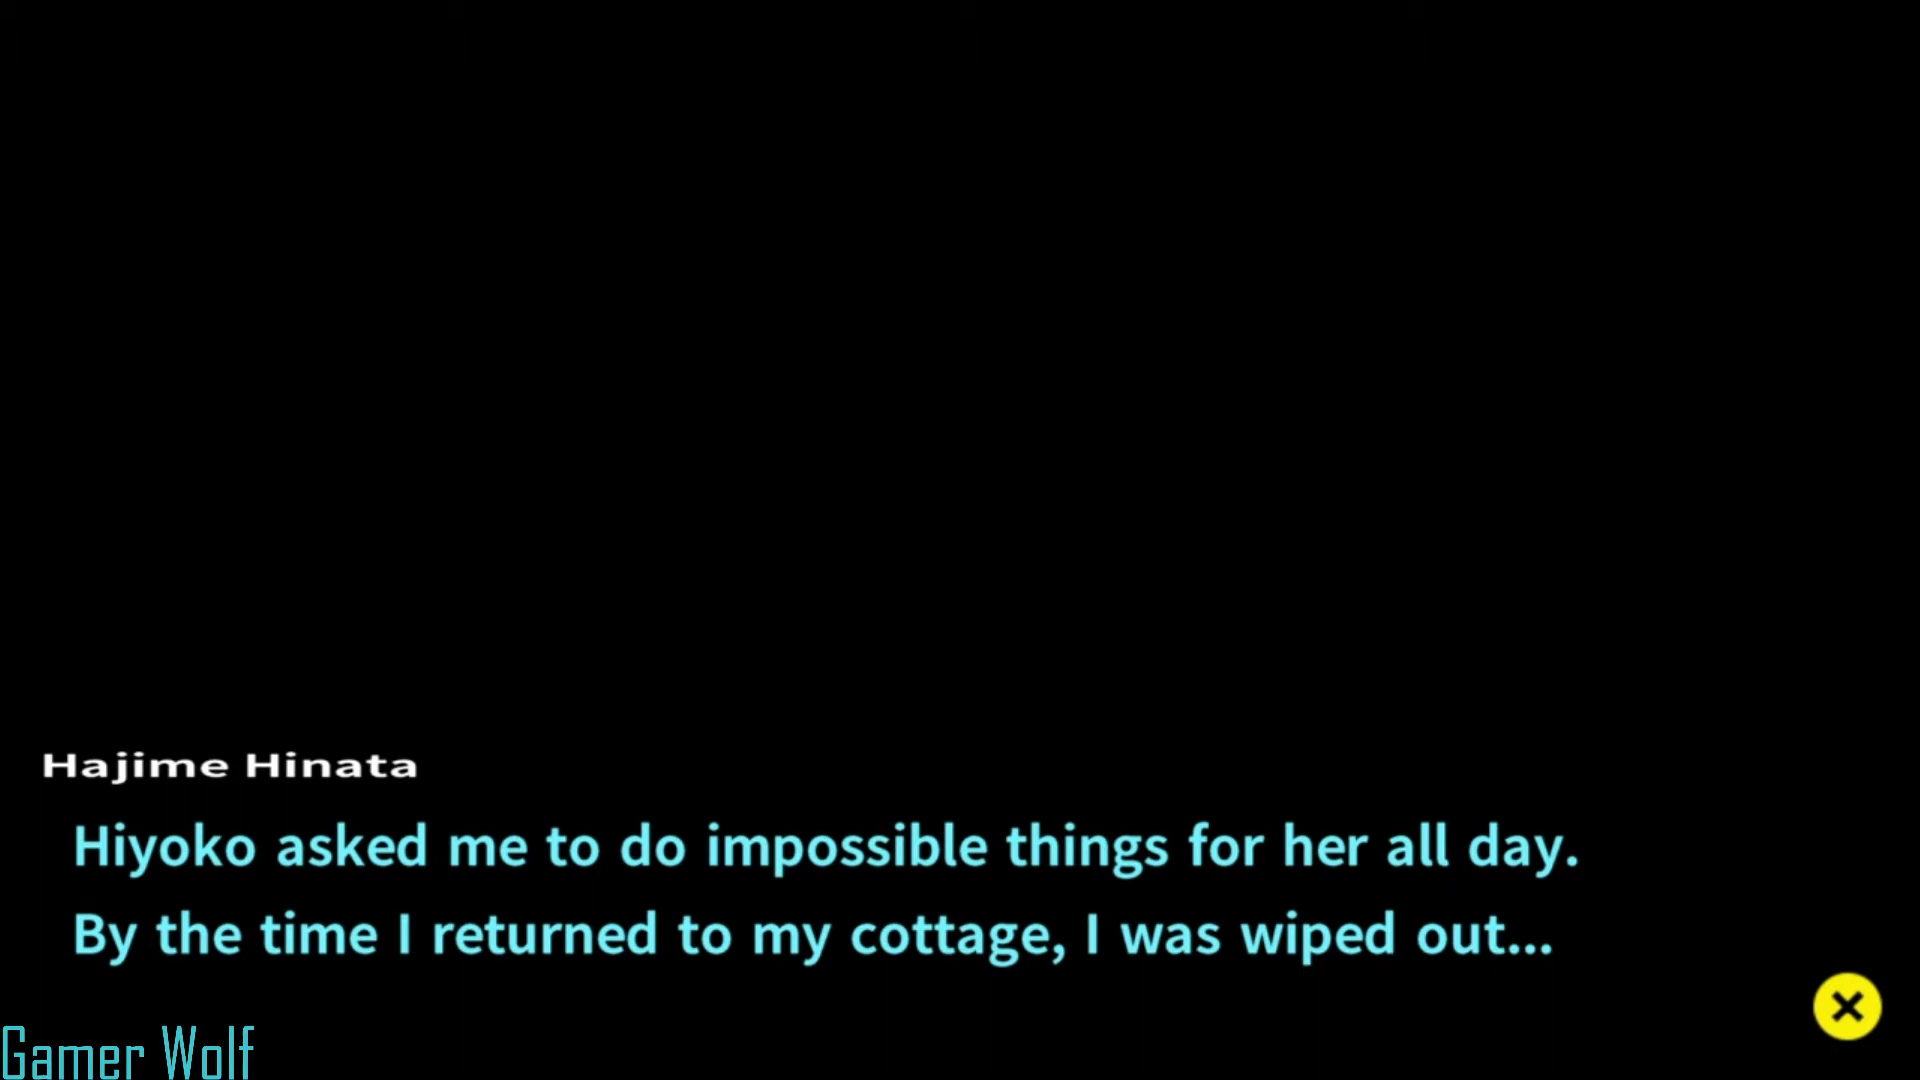 Hajime Hinata
Hiyoko asked me to do impossible things for her all day.
By the time I returned to my cottage, I was wiped out...
Gamer Wolf